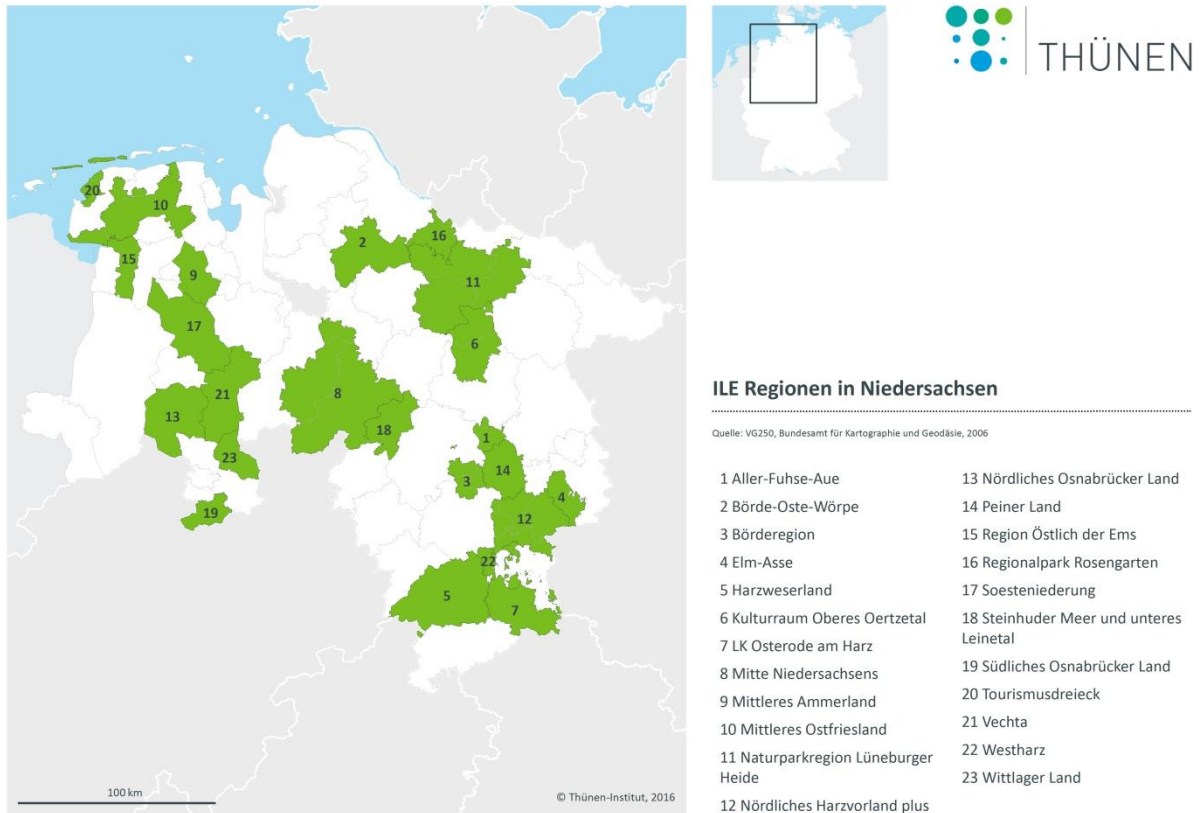 THÜNEN
20
10
2
16
15
9
11
17
6
8
21
13
18
23
1
14
3
4
19
12
22
5
7
100 km
© Thünen-Institut, 2016
ILE Regionen in Niedersachsen
Quelle: VG250, Bundesamt für Kartographie und Geodäsie, 2006
1 Aller-Fuhse-Aue
2 Börde-Oste-Wörpe
3 Börderegion
4 Elm-Asse
5 Harzweserland
6 Kulturraum Oberes Oertzetal
7 LK Osterode am Harz
8 Mitte Niedersachsens
9 Mittleres Ammerland
10 Mittleres Ostfriesland
11 Naturparkregion Lüneburger
Heide
12 Nördliches Harzvorland plus
13 Nördliches Osnabrücker Land
14 Peiner Land
15 Region Östlich der Ems
16 Regionalpark Rosengarten
17 Soesteniederung
18 Steinhuder Meer und unteres
Leinetal
19 Südliches Osnabrücker Land
20 Tourismusdreieck
21 Vechta
22 Westharz
23 Wittlager Land